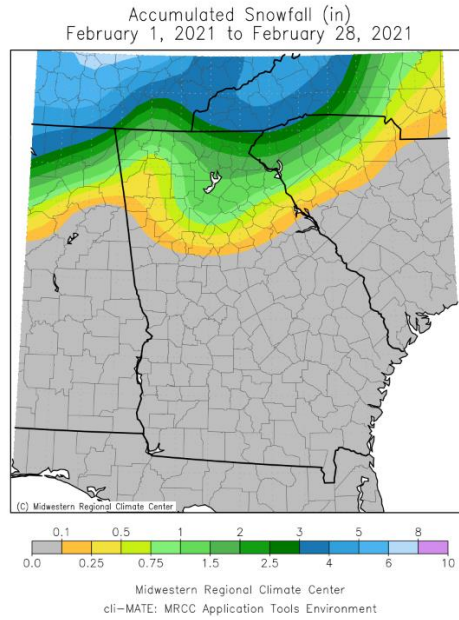 Accumulated Snowfall (in)
February 1, 2021 to February 28, 2021
(C) Midwestern Regional Climate Center
0.1 0.5 1 2 3 5 8
0.0 0.25 0.75 1.5 2.5 4 6 10
Midwestern Regional Climate Center
cli-MATE: MRCC Application Tools Environment